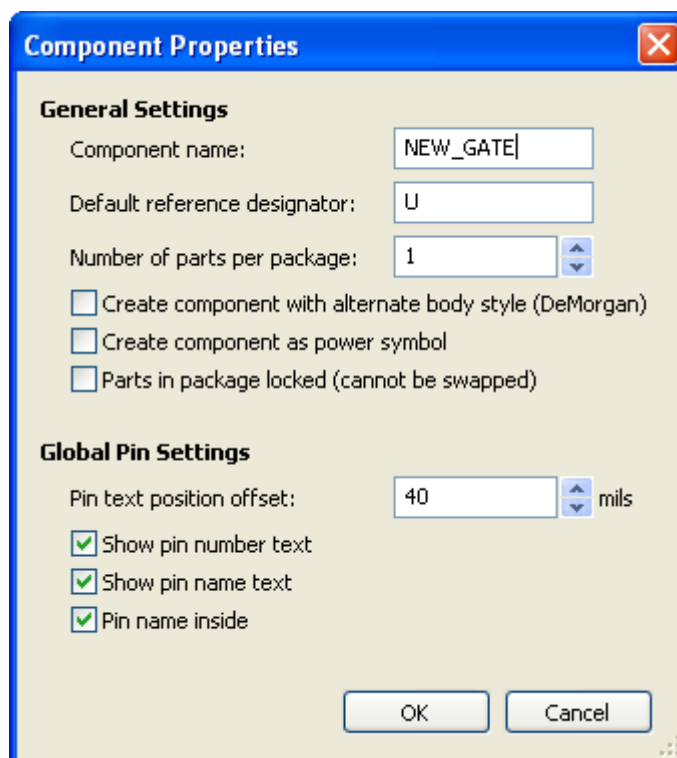 Component Properties
General Settings
Component name: NEW_GATE
Default reference designator: U
Number of parts per package: 1
Create component with alternate body style (DeMorgan)
Create component as power symbol
Parts in package locked (cannot be swapped)
Global Pin Settings
Pin text position offset: 40 mils
Show pin number text
Show pin name text
Pin name inside
OK Cancel